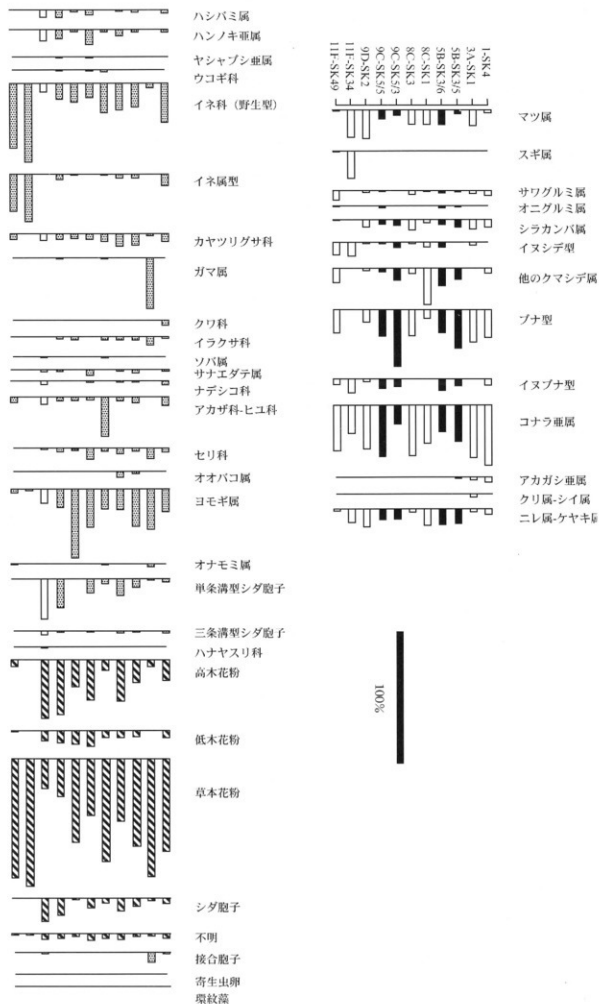 11F-SK49
11F-SK34
9D-SK2
9C-SK5/5
9C-SK5/3
8C-SK3
8C-SK1
5B-SK3/6
5B-SK3/5
3A-SK1
1-SK4
マツ属
スギ属
サワグルミ属
オニグルミ属
シラカンバ属
イヌシデ型
他のクマシデ属
ブナ型
イヌブナ型
コナラ亜属
アカガシ亜属
クリ属-シイ属
ニレ属-ケヤキ属
100%
ハシバミ属
ハンノキ亜属
ヤシャブシ亜属
ウコギ科
イネ科（野生型）
イネ属型
カヤツリグサ科
ガマ属
クワ科
イラクサ科
ソバ属
サナエダテ属
ナデシコ科
アカザ科-ヒユ科
セリ科
オオバコ属
ヨモギ属
オナモミ属
単条溝型シダ胞子
三条溝型シダ胞子
ハナヤスリ科
高木花粉
低木花粉
草本花粉
シダ胞子
不明
接合胞子
寄生虫卵
環紋藻